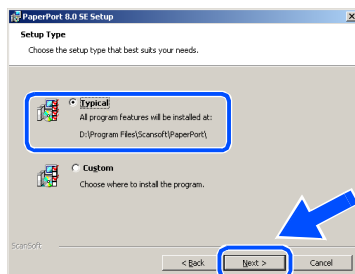 PaperPort 8.0 SE Setup
Setup Type
Choose the setup type that best suits your needs.
Typical
All program features will be installed at:
D:\Program Files\Scansoft\PaperPort\
Custom
Choose where to install the program.
ScanSoft
< Back Next > Cancel